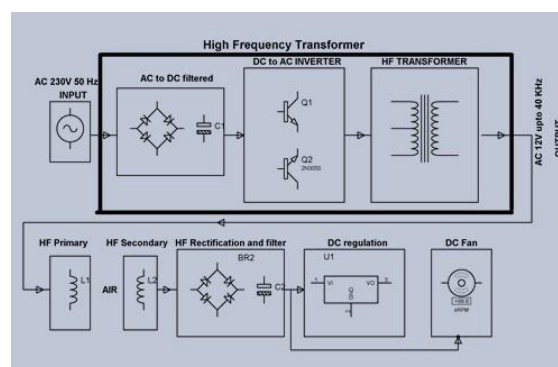 High Frequency Transformer
AC 230V 50 Hz
INPUT
AC to DC filtered
DC to AC INVERTER
HF TRANSFORMER
C1
Q1
Q2
2N3055
AC 12V upto 40 KHz
OUTPUT
HF Primary
HF Secondary
HF Rectification and filter
DC regulation
DC Fan
L1
AIR
L2
BR2
C2
U1
VI
VO
GND